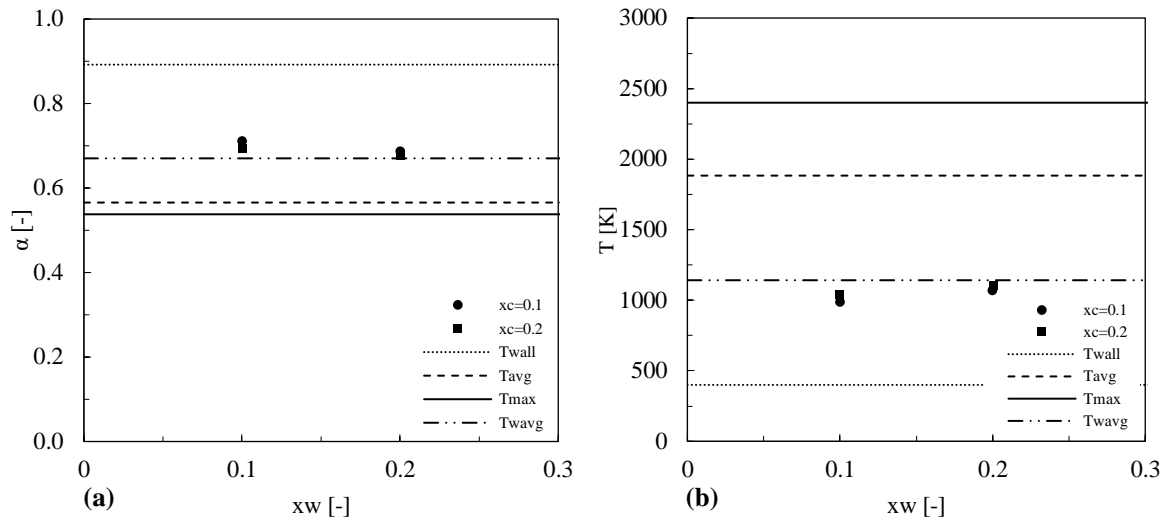 1.0
0.8
0.6
0.4
0.2
0.0
α [-]
xc=0.1
xc=0.2
Twall
Tavg
Tmax
Twavg
0
0.1
0.2
0.3
(a)
xw [-]
3000
2500
2000
1500
1000
500
0
T [K]
xc=0.1
xc=0.2
Twall
Tavg
Tmax
Twavg
0
0.1
0.2
0.3
(b)
xw [-]